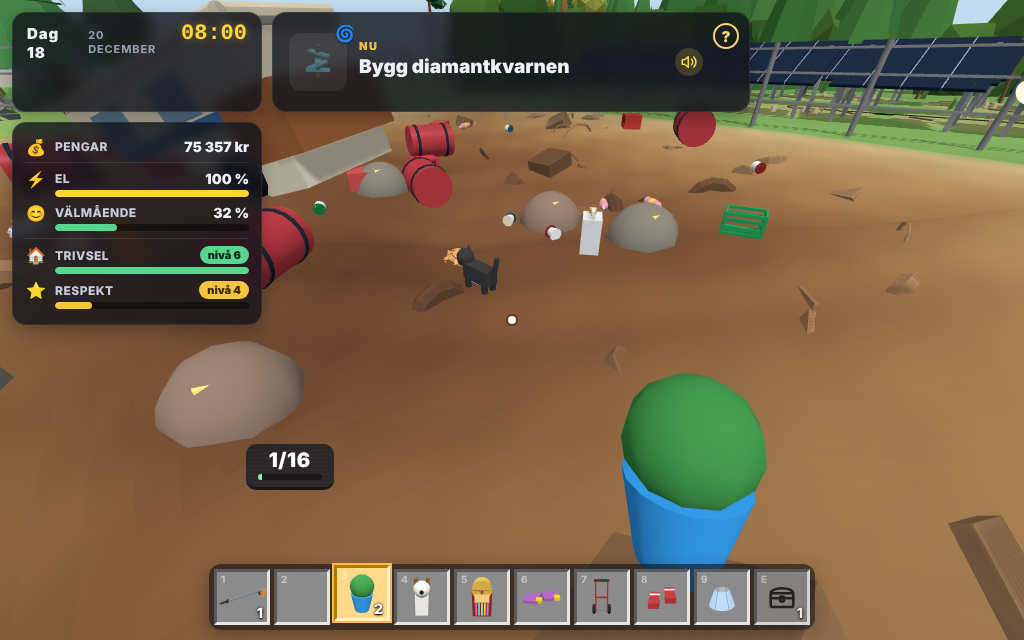 Dag 18
20 DECEMBER
08:00
NU
Bygg diamantkvarnen
?
PENGAR 75 357 kr
EL 100 %
VÄLMÅENDE 32 %
TRIVSEL nivå 6
RESPEKT nivå 4
1/16
1 2 3 4 5 6 7 8 9 E
1 2 1